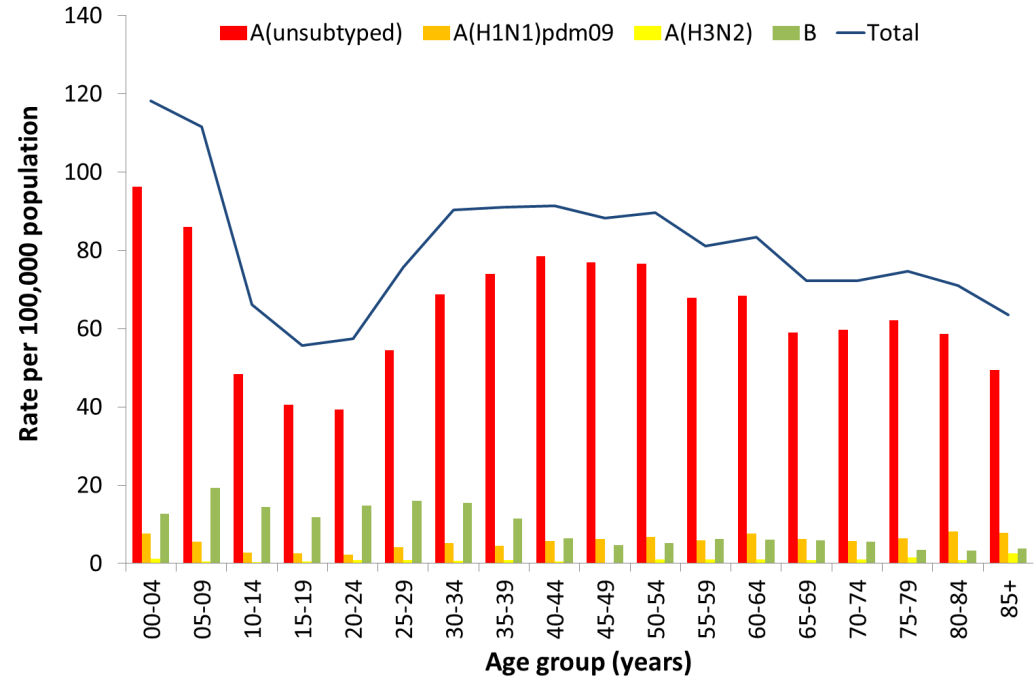 140
A(unsubtyped) A(H1N1)pdm09 A(H3N2) B Total
120
100
80
60
40
20
0
Rate per 100,000 population
00-04 05-09 10-14 15-19 20-24 25-29 30-34 35-39 40-44 45-49 50-54 55-59 60-64 65-69 70-74 75-79 80-84 85+
Age group (years)